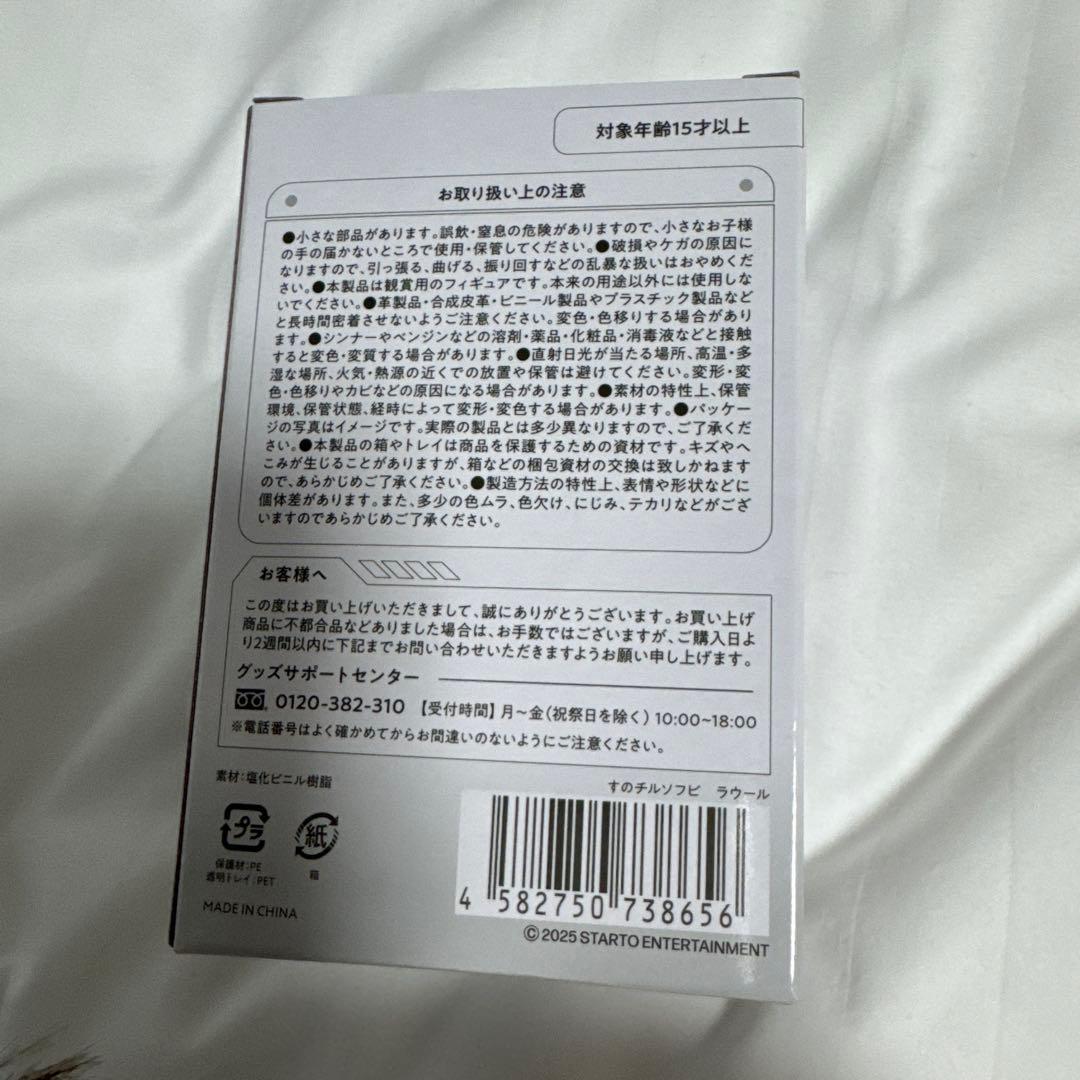 対象年齢15才以上
お取り扱い上の注意
●小さな部品があります。誤飲・窒息の危険がありますので、小さなお子様
の手の届かないところで使用・保管してください。●破損やケガの原因に
なりますので、引っ張る、曲げる、振り回すなどの乱暴な扱いはおやめくだ
さい。●本製品は観賞用のフィギュアです。本来の用途以外には使用しな
いでください。●革製品・合成皮革・ビニール製品やプラスチック製品など
と長時間密着させないようご注意ください。変色・色移りする場合があり
ます。●シンナーやベンジンなどの溶剤・薬品・化粧品・消毒液などと接触
すると変色・変質する場合があります。●直射日光が当たる場所、高温・多
湿な場所、火気・熱源の近くでの放置や保管は避けてください。変形・変
色・色移りやカビなどの原因になる場合があります。●素材の特性上、保管
環境、保管状態、経時によって変形・変色する場合があります。●パッケー
ジの写真はイメージです。実際の製品とは多少異なりますので、ご了承くだ
さい。●本製品の箱やトレイは商品を保護するための資材です。キズやへ
こみが生じることがありますが、箱などの梱包資材の交換は致しかねます
ので、あらかじめご了承ください。●製造方法の特性上、表情や形状などに
個体差があります。また、多少の色ムラ、色欠け、にじみ、テカリなどがござ
いますのであらかじめご了承ください。
お客様へ
この度はお買い上げいただきまして、誠にありがとうございます。お買い上げ
商品に不都合品などありました場合は、お手数ではございますが、ご購入日よ
り2週間以内に下記までお問い合わせいただきますようお願い申し上げます。
グッズサポートセンター
0120-382-310 【受付時間】月〜金(祝祭日を除く)10:00~18:00
※電話番号はよく確かめてからお間違いのないようにご注意ください。
素材：塩化ビニル樹脂
すのチルソフビ ラウール
プラ
紙
保護材：PE
透明トレイ：PET
箱
MADE IN CHINA
4 582750 738656
©2025 STARTO ENTERTAINMENT